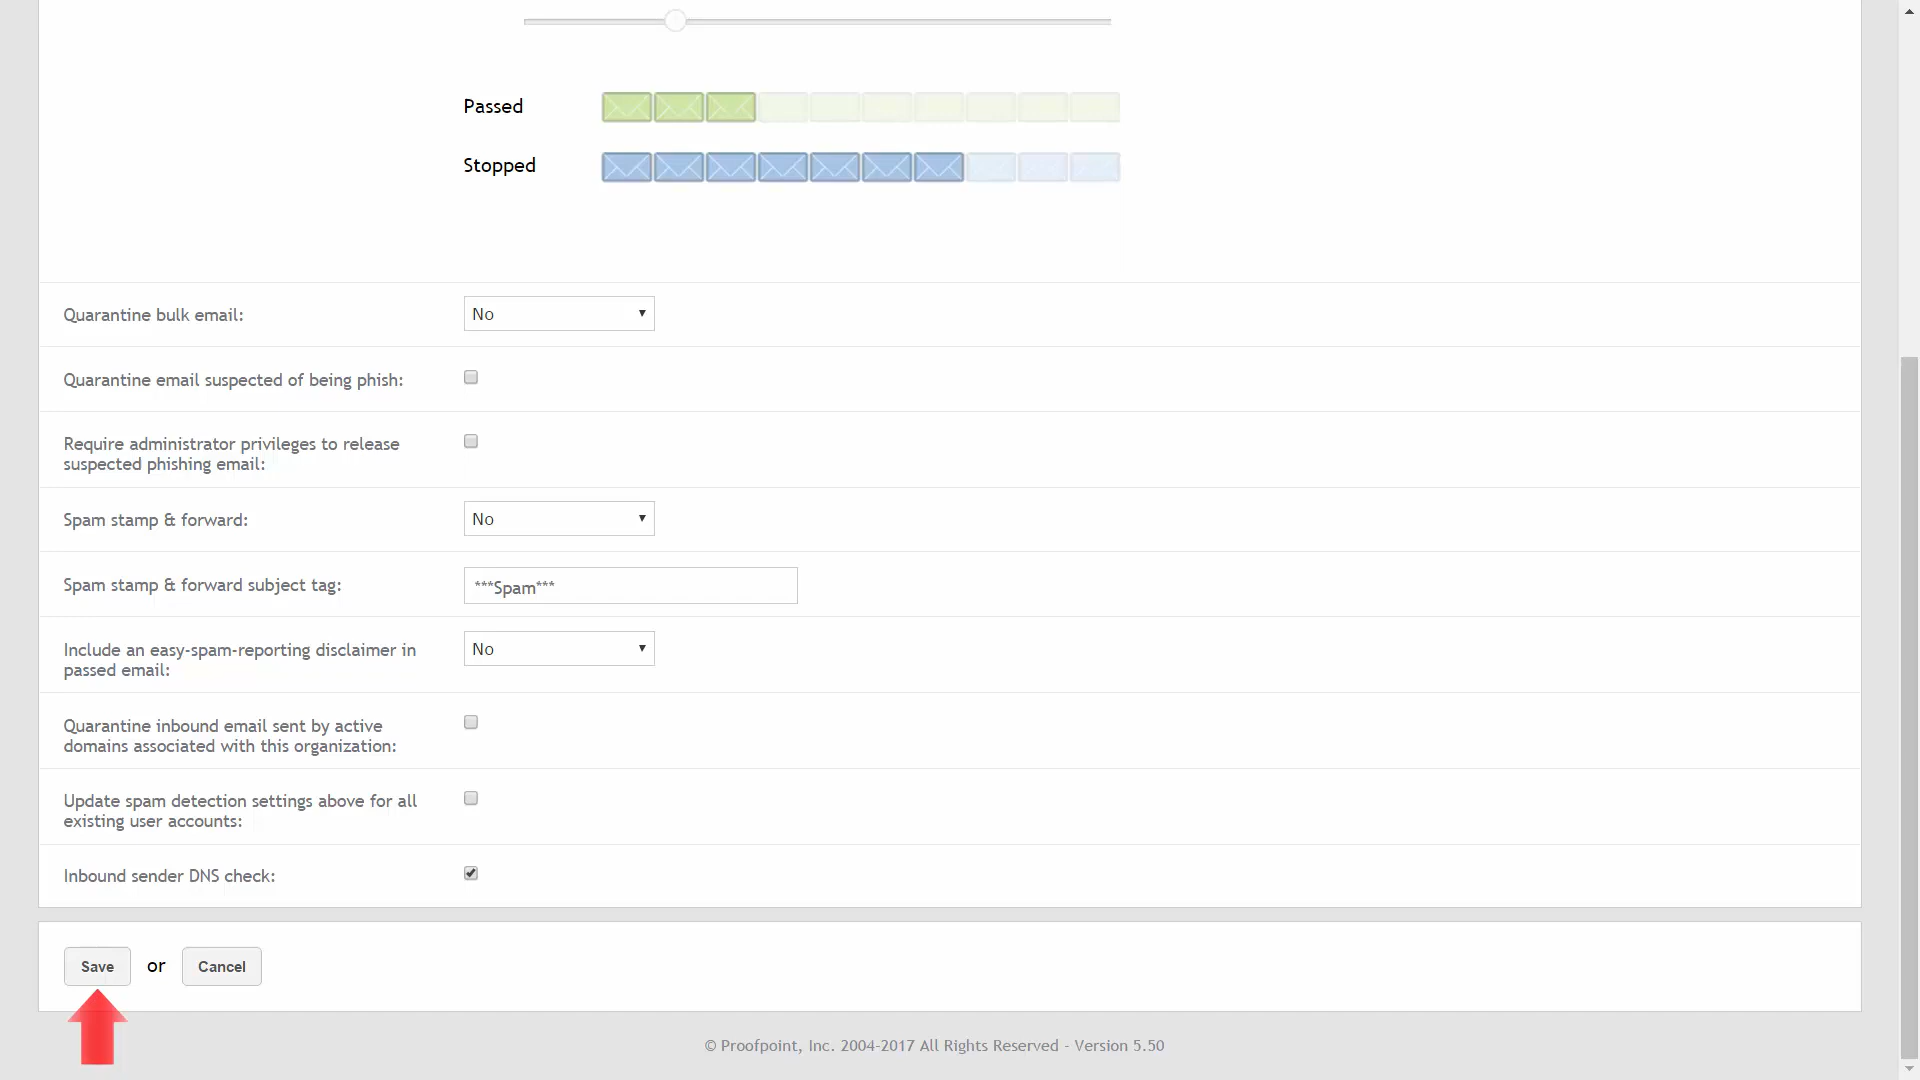 Passed
Stopped
Quarantine bulk email:
No
Quarantine email suspected of being phish:
Require administrator privileges to release
suspected phishing email:
Spam stamp & forward:
No
Spam stamp & forward subject tag:
***Spam***
Include an easy-spam-reporting disclaimer in
passed email:
No
Quarantine inbound email sent by active
domains associated with this organization:
Update spam detection settings above for all
existing user accounts:
Inbound sender DNS check:
Save or Cancel
© Proofpoint, Inc. 2004-2017 All Rights Reserved - Version 5.50